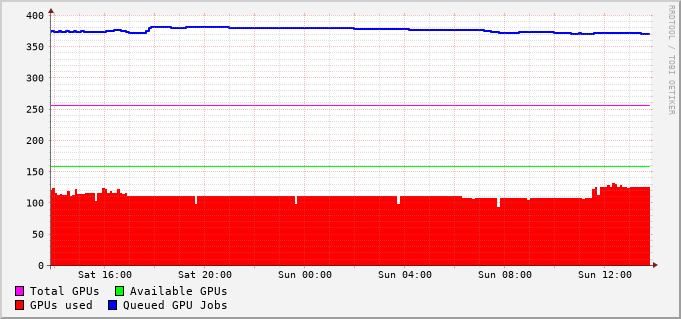 400
350
300
250
200
150
100
50
0
Sat 16:00 Sat 20:00 Sun 00:00 Sun 04:00 Sun 08:00 Sun 12:00
Total GPUs Available GPUs
GPUs used Queued GPU Jobs
RRDTOOL / TOBI OETIKER